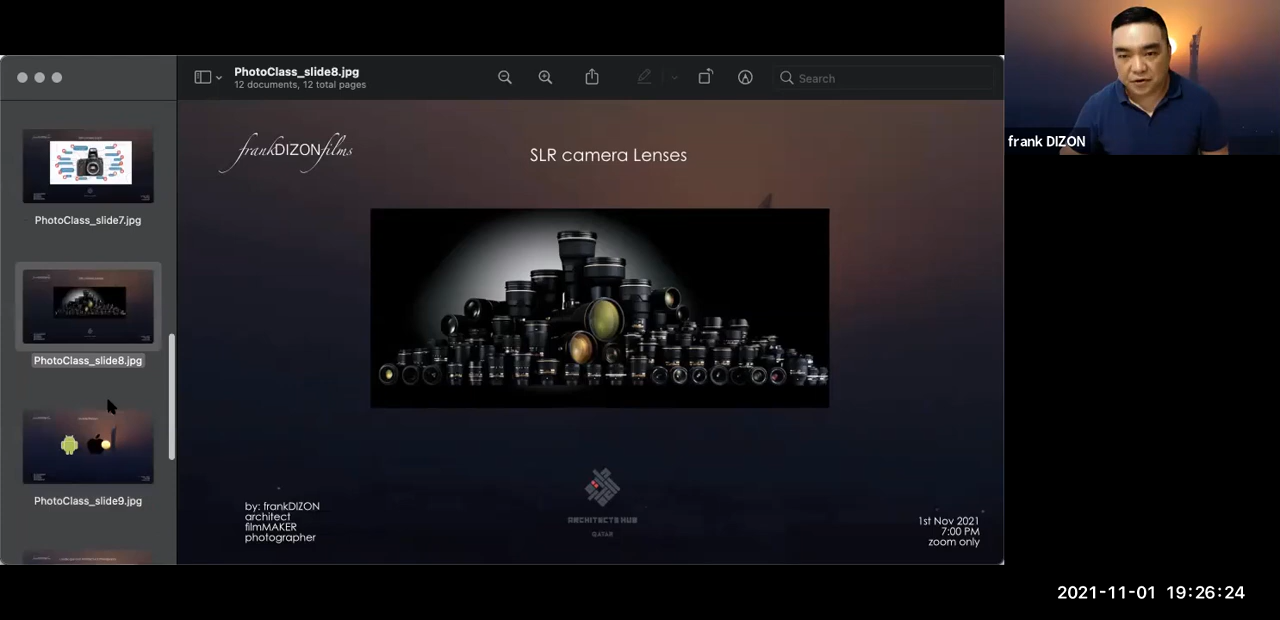 PhotoClass_slide8.jpg
12 documents, 12 total pages
Search
frank DIZON
PhotoClass_slide7.jpg
PhotoClass_slide8.jpg
PhotoClass_slide9.jpg
frankDIZONfilms
SLR camera Lenses
by: frankDIZON
architect
filmMAKER
photographer
ARCHITECTS HUB
QATAR
1st Nov 2021
7:00 PM
zoom only
2021-11-01 19:26:24